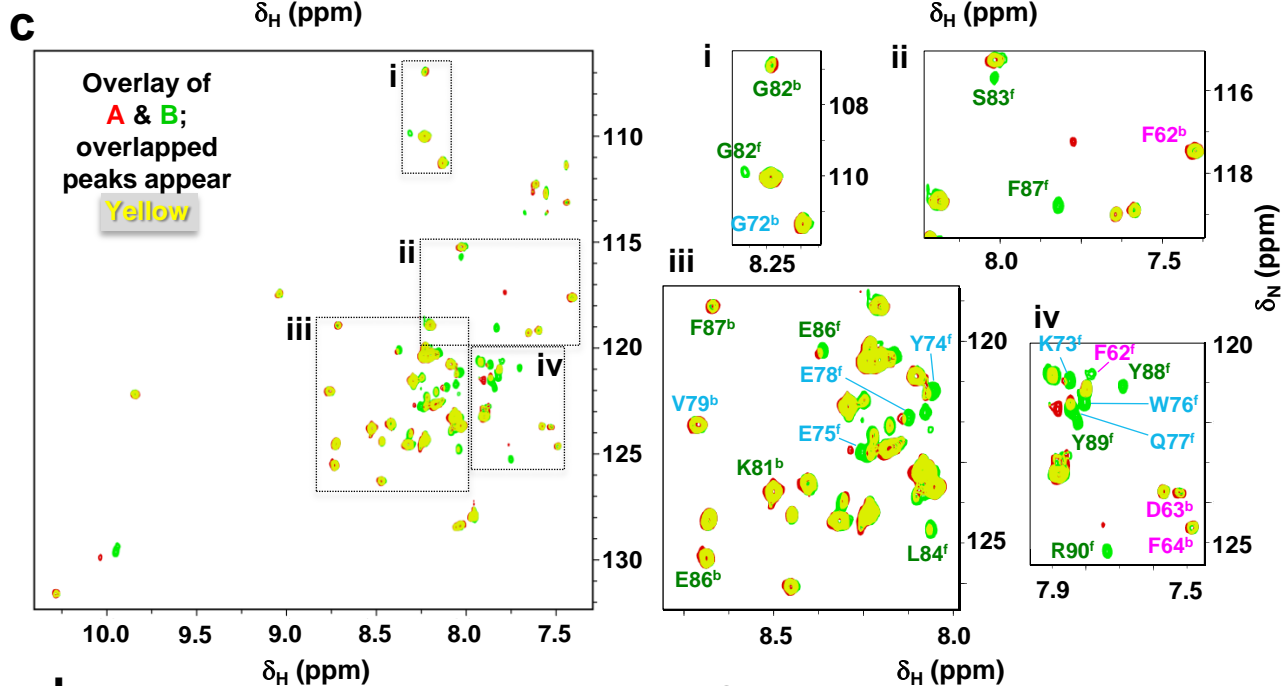 δH (ppm)
δH (ppm)
c
Overlay of
A & B;
overlapped
peaks appear
Yellow
i
ii
iii
iv
110
115
120
125
130
10.0
9.5
9.0
8.5
8.0
7.5
δH (ppm)
i
G82ᵇ
G82ᶠ
G72ᵇ
108
110
8.25
ii
S83ᶠ
F62ᵇ
F87ᶠ
116
118
8.0
7.5
δN (ppm)
iii
F87ᵇ
E86ᶠ
Y74ᶠ
E78ᶠ
V79ᵇ
E75ᶠ
K81ᵇ
L84ᶠ
E86ᵇ
120
125
8.5
8.0
δH (ppm)
iv
K73ᶠ
F62ᶠ
Y88ᶠ
W76ᶠ
Q77ᶠ
Y89ᶠ
D63ᵇ
F64ᵇ
R90ᶠ
120
125
7.9
7.5